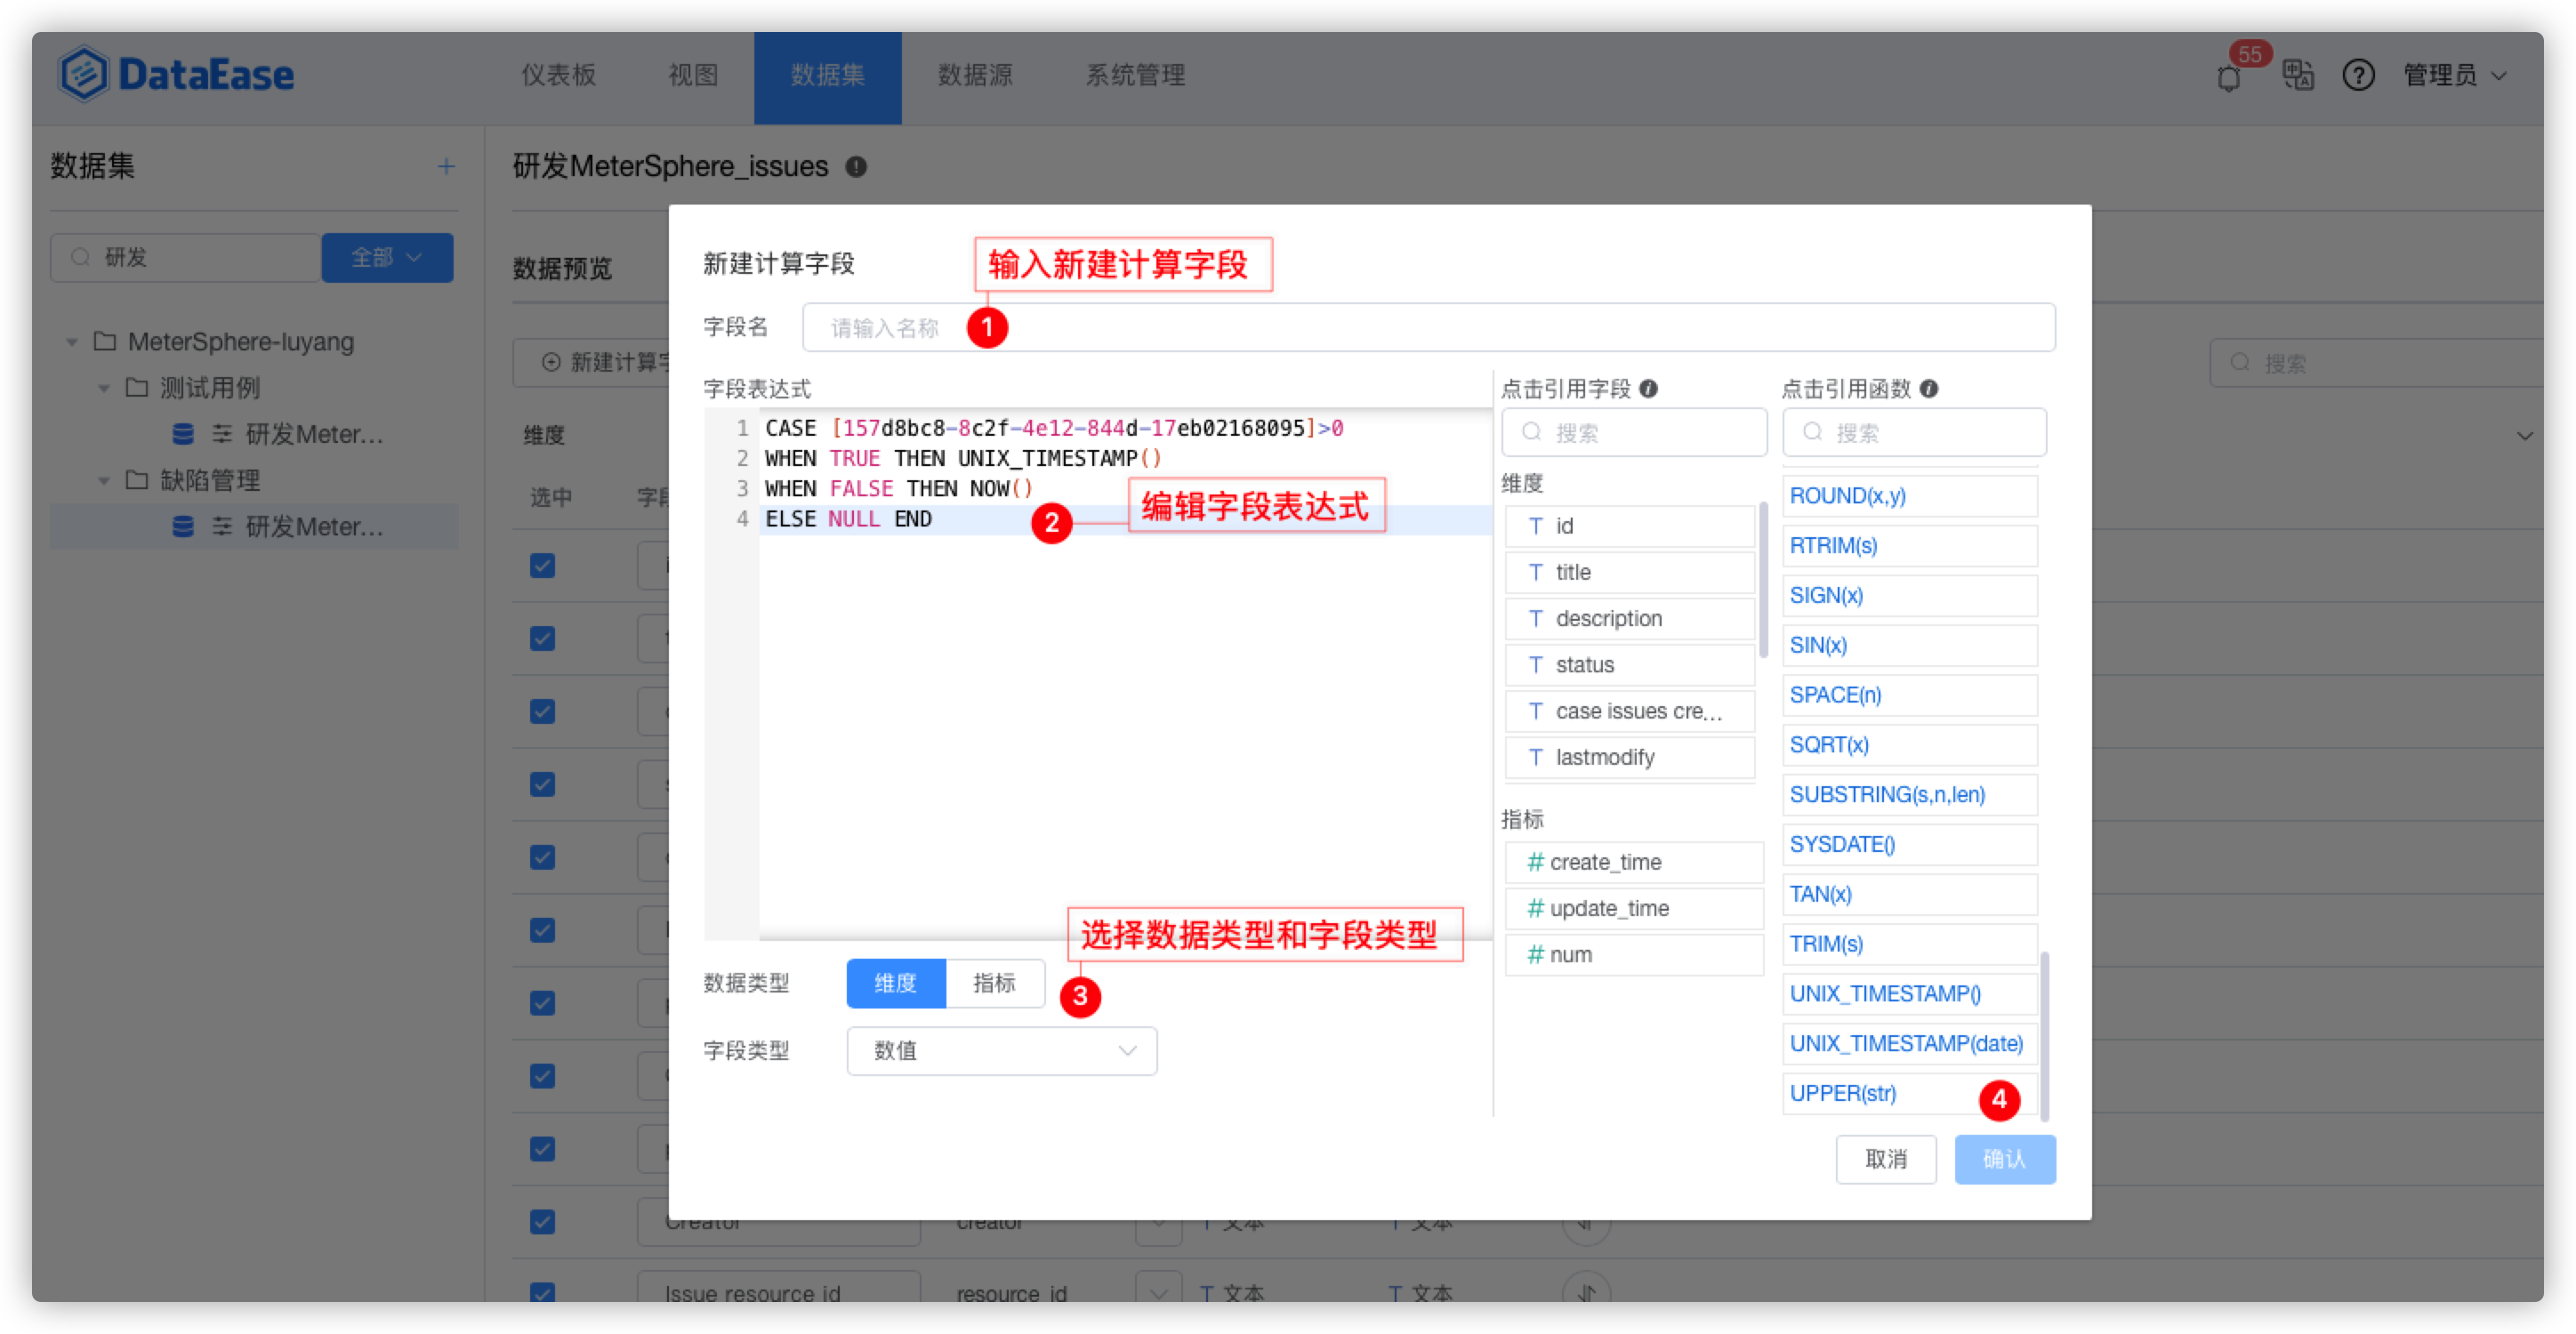 DataEase
仪表板
视图
数据集
数据源
系统管理
55
管理员
数据集
研发
全部
MeterSphere-luyang
测试用例
研发Meter...
缺陷管理
研发Meter...
研发MeterSphere_issues
数据预览
新建计算字
搜索
维度
选中
字段
新建计算字段
输入新建计算字段
字段名
请输入名称
1
字段表达式
1 CASE [157d8bc8-8c2f-4e12-844d-17eb02168095]>0
2 WHEN TRUE THEN UNIX_TIMESTAMP()
3 WHEN FALSE THEN NOW()
4 ELSE NULL END
2
编辑字段表达式
点击引用字段
搜索
维度
T id
T title
T description
T status
T case issues cre...
T lastmodify
指标
# create_time
# update_time
# num
点击引用函数
搜索
ROUND(x,y)
RTRIM(s)
SIGN(x)
SIN(x)
SPACE(n)
SQRT(x)
SUBSTRING(s,n,len)
SYSDATE()
TAN(x)
TRIM(s)
UNIX_TIMESTAMP()
UNIX_TIMESTAMP(date)
UPPER(str)
4
选择数据类型和字段类型
数据类型
维度
指标
3
字段类型
数值
取消
确认
Creator
creator
T 文本
T 文本
Issue resource id
resource_id
T 文本
T 文本